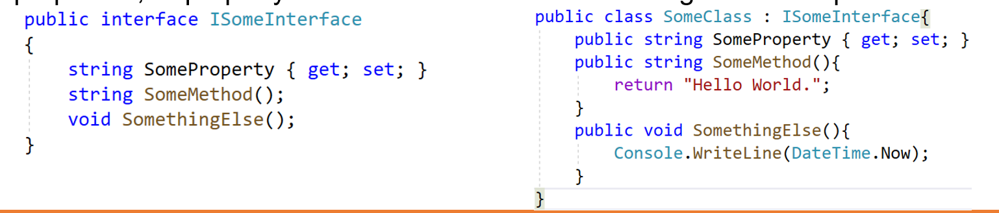 public interface ISomeInterface
{
    string SomeProperty { get; set; }
    string SomeMethod();
    void SomethingElse();
}
public class SomeClass : ISomeInterface{
    public string SomeProperty { get; set; }
    public string SomeMethod(){
        return "Hello World.";
    }
    public void SomethingElse(){
        Console.WriteLine(DateTime.Now);
    }
}